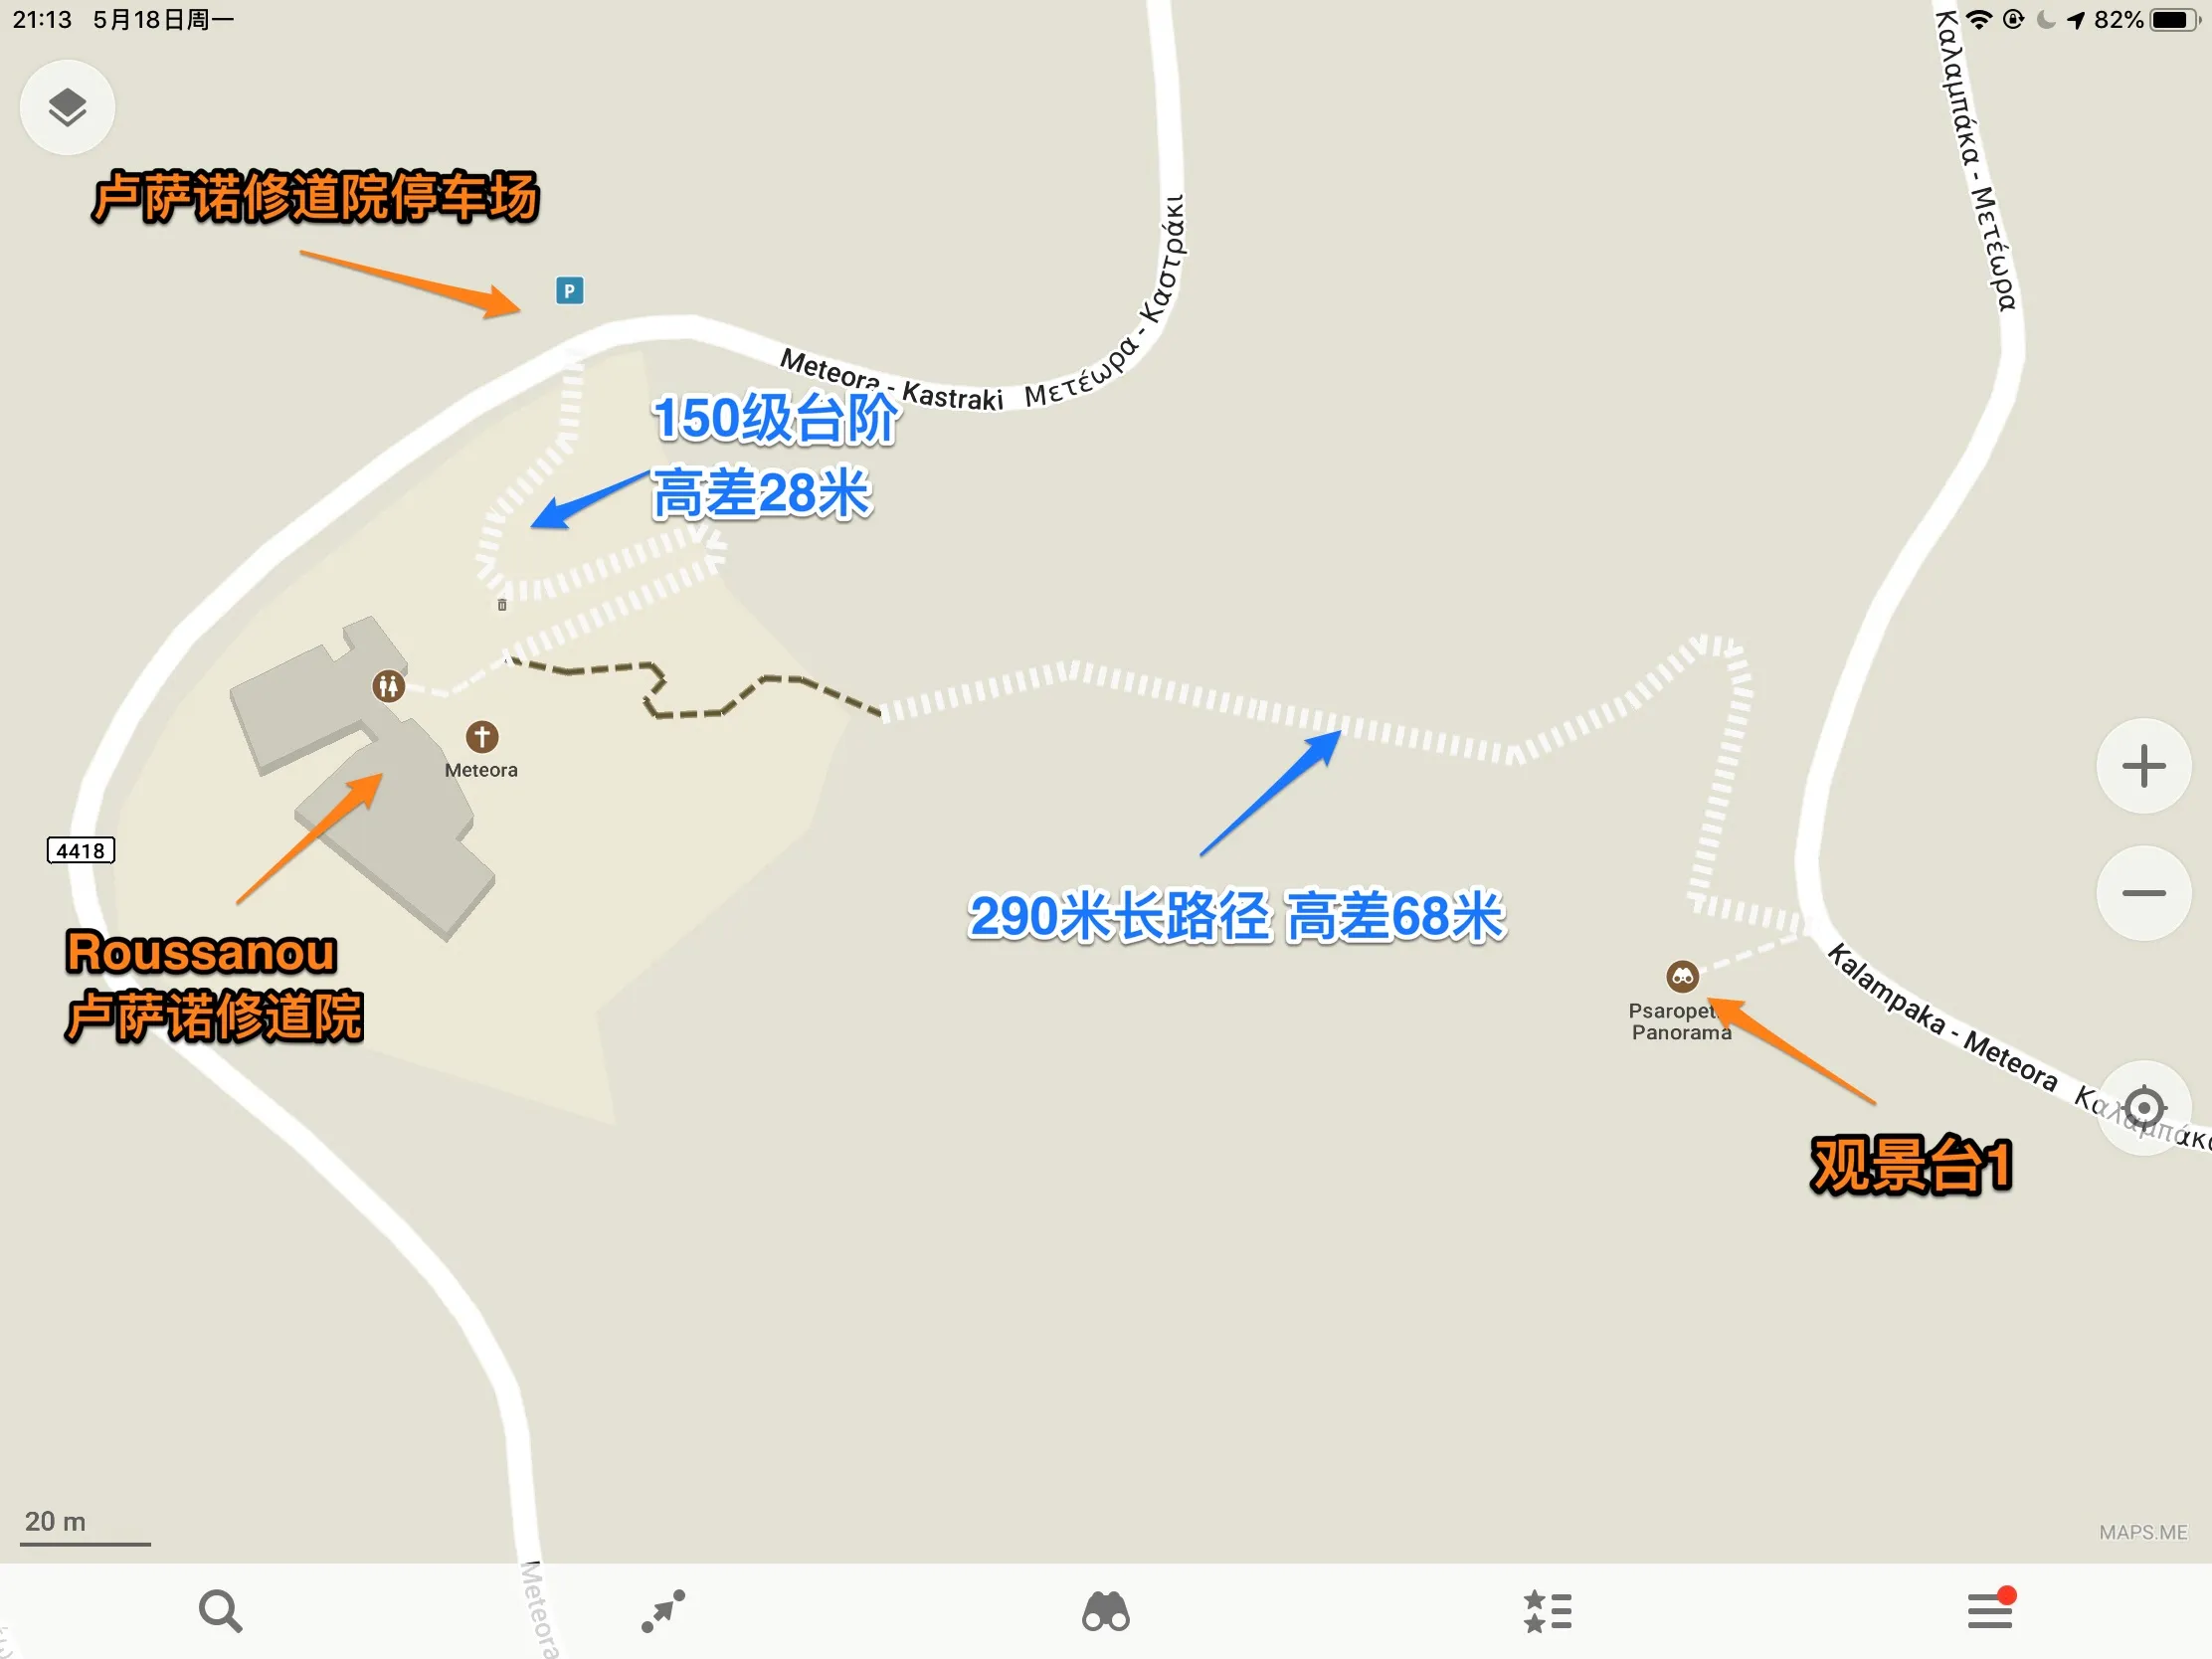 21:13 5月18日周一
82%
Καλαμπάκα - Μετέωρα
卢萨诺修道院停车场
P
Meteora - Kastraki Μετέωρα - Καστράκι
150级台阶
高差28米
Meteora
4418
290米长路径 高差68米
Roussanou
卢萨诺修道院
Panorama
Kalampaka - Meteora
观景台1
20 m
MAPS.ME
Meteora